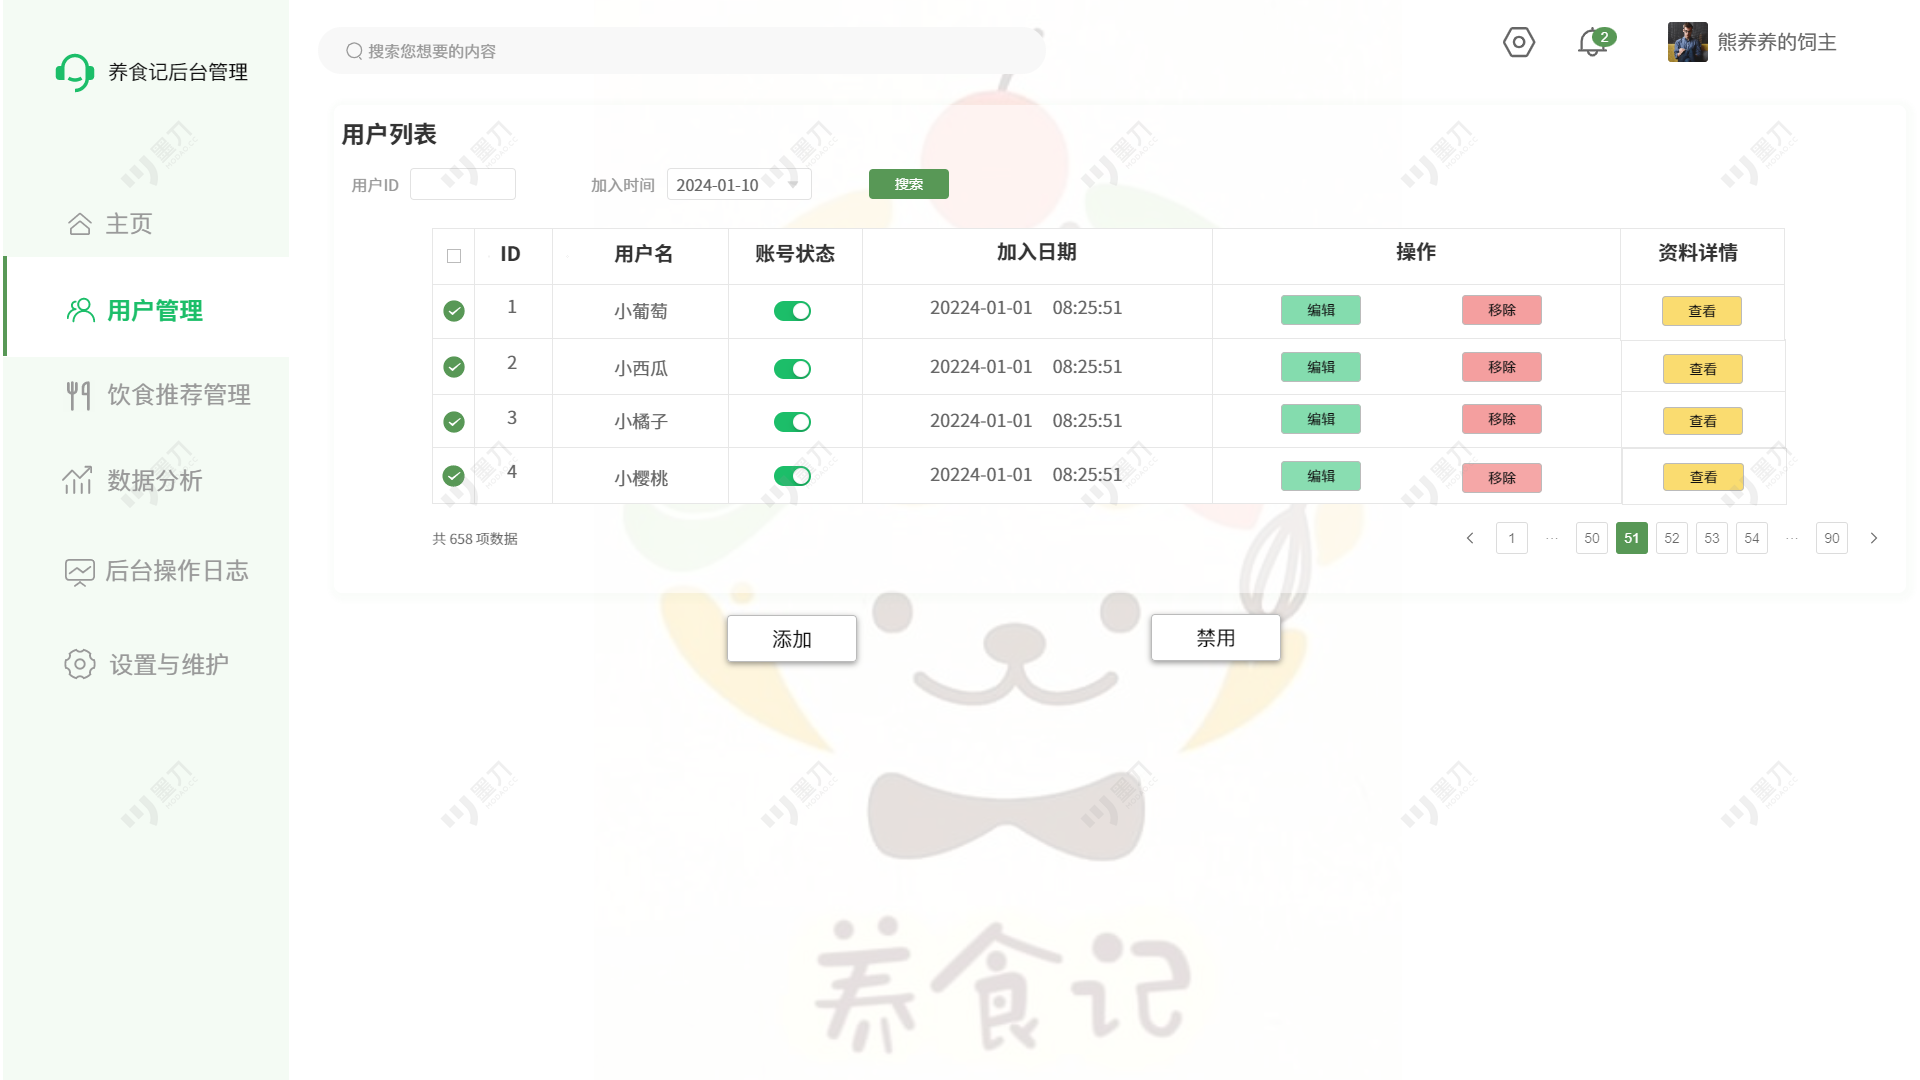 养食记后台管理
搜索您想要的内容
2
熊养养的饲主
主页
用户管理
饮食推荐管理
数据分析
后台操作日志
设置与维护
用户列表
用户ID
加入时间 2024-01-10 搜索
ID 用户名 账号状态 加入日期 操作 资料详情
1 小葡萄 20224-01-01 08:25:51 编辑 移除 查看
2 小西瓜 20224-01-01 08:25:51 编辑 移除 查看
3 小橘子 20224-01-01 08:25:51 编辑 移除 查看
4 小樱桃 20224-01-01 08:25:51 编辑 移除 查看
共 658 项数据
1 ··· 50 51 52 53 54 ··· 90
添加 禁用
养食记
墨刀
MODAO.CC